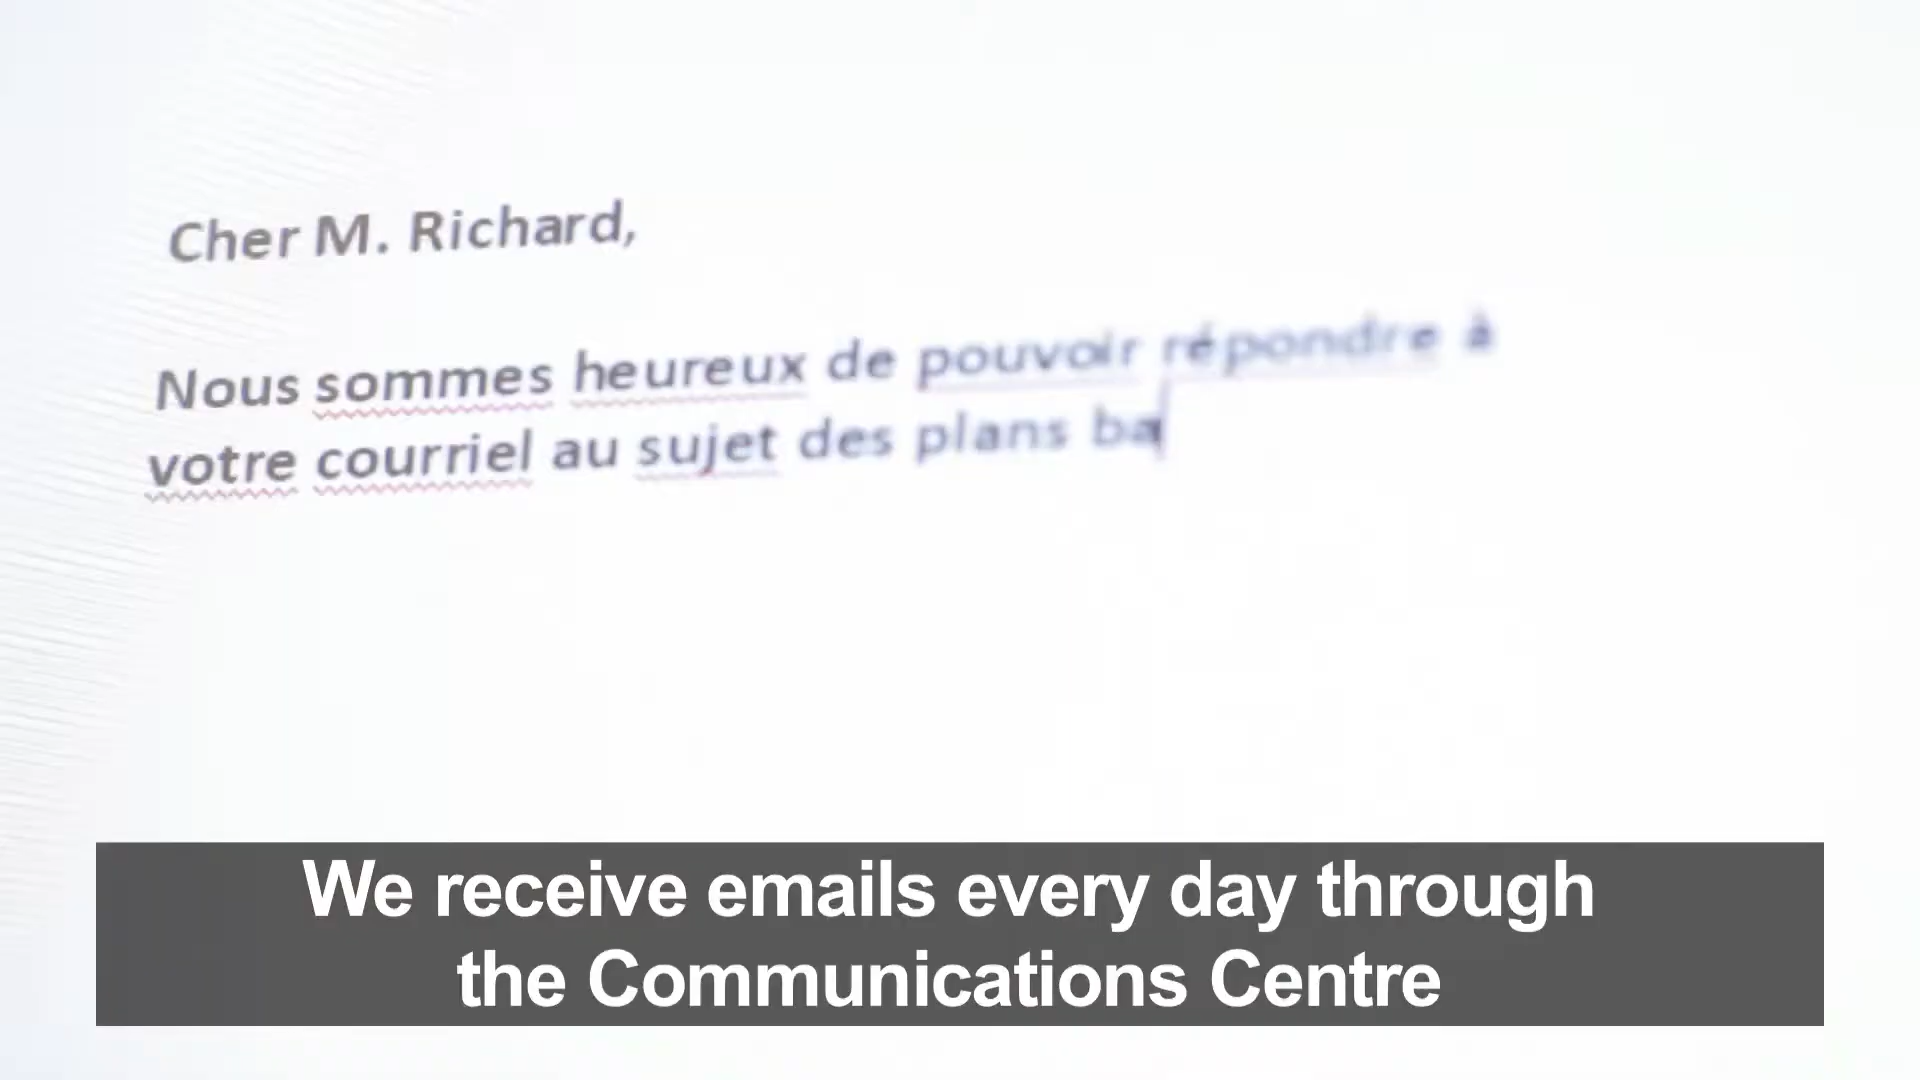 Cher M. Richard,
Nous sommes heureux de pouvoir répondre à
votre courriel au sujet des plans ba
We receive emails every day through
the Communications Centre